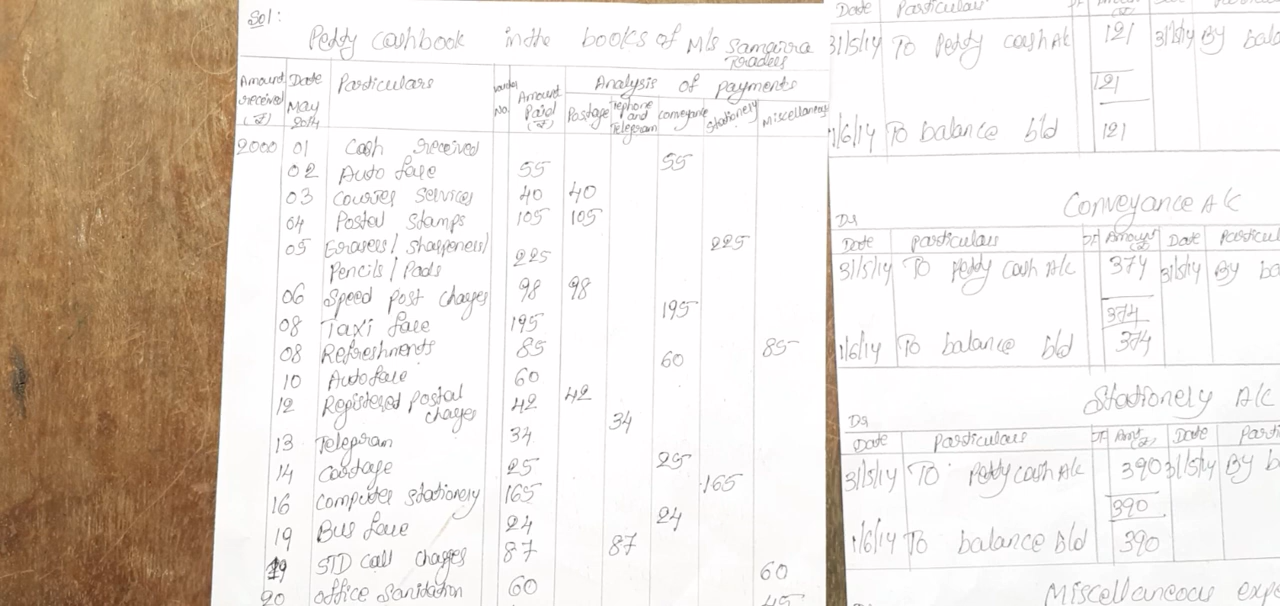 Sol:
Petty cashbook in the books of M/s Samaira Traders
Amount received (₹) Date May 2014 Particulars Voucher No. Amount Paid (₹) Analysis of payments
Postage Telephone and Telegram Conveyance Stationery Miscellaneous
2000 01 Cash received
02 Auto fare 55 55
03 Courier services 40 40
04 Postal stamps 105 105
05 Erasers/ sharpeners/ 225
Pencils / Pads 225
06 Speed post charges 98 98
08 Taxi fare 195 195
08 Refreshments 85 85
10 Auto fare 60 60
12 Registered postal charges 42 42
13 Telegram 34 34
14 Cartage 25 25
16 computer stationery 165 165
19 Bus fare 24 24
19 STD call charges 87 87
20 office sanitation 60 60
45
Date Particulars
31/5/14 To Petty cash A/c 121 31/5/14 By bala
121
1/6/14 To balance b/d 121
Conveyance A/c
Dr
Date Particulars JF Amount (₹) Date Particul
31/5/14 To petty cash A/c 374 31/5/14 By ba
374
1/6/14 To balance b/d 374
Stationery A/c
Dr
Date Particulars JF Amt(₹) Date Parti
31/5/14 To Petty cash A/c 390 31/5/14 By b
390
1/6/14 To balance b/d 390
Miscellaneous expe